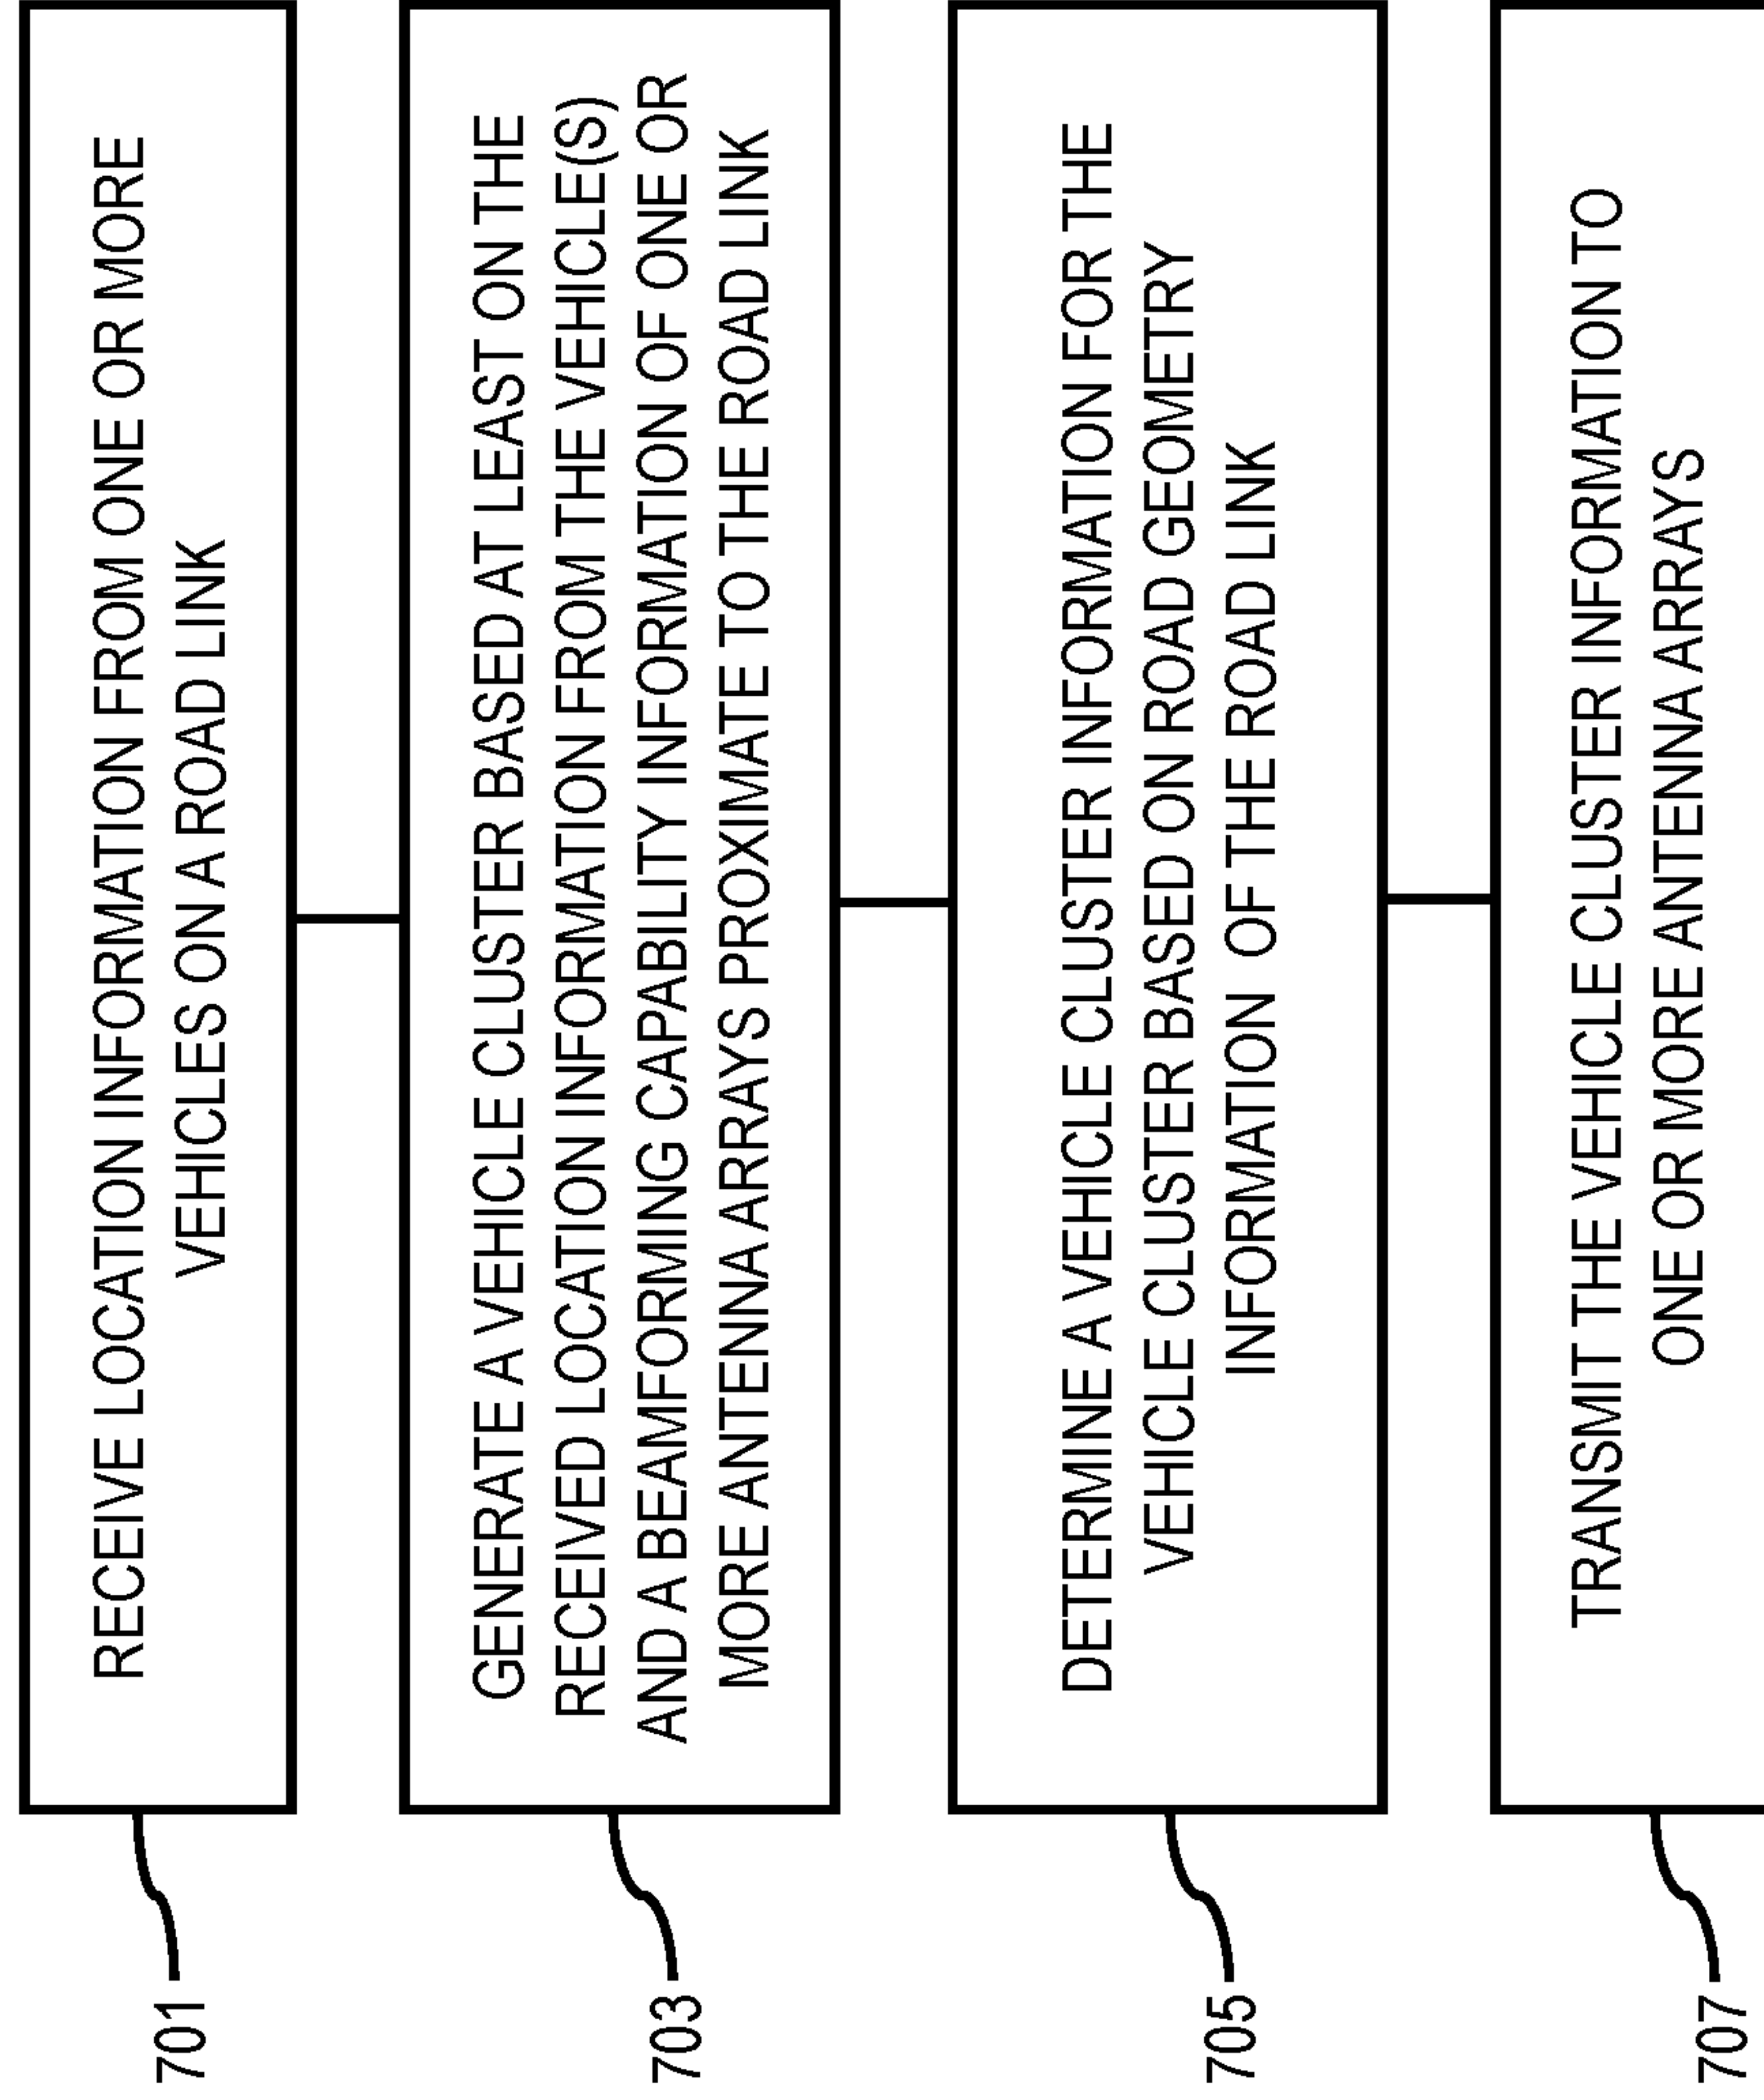 RECEIVE LOCATION INFORMATION FROM ONE OR MORE
VEHICLES ON A ROAD LINK
701
GENERATE A VEHICLE CLUSTER BASED AT LEAST ON THE
RECEIVED LOCATION INFORMATION FROM THE VEHICLE(S)
AND A BEAMFORMING CAPABILITY INFORMATION OF ONE OR
MORE ANTENNA ARRAYS PROXIMATE TO THE ROAD LINK
703
DETERMINE A VEHICLE CLUSTER INFORMATION FOR THE
VEHICLE CLUSTER BASED ON ROAD GEOMETRY
INFORMATION OF THE ROAD LINK
705
TRANSMIT THE VEHICLE CLUSTER INFORMATION TO
ONE OR MORE ANTENNA ARRAYS
707